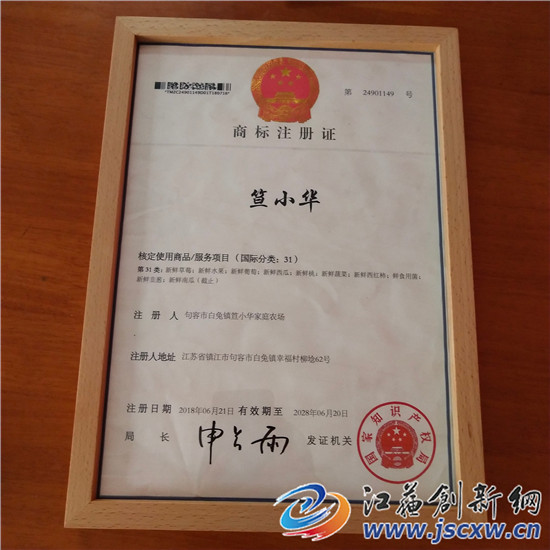 第 24901149 号
商标注册证
笪小华
核定使用商品/服务项目（国际分类：31）
第31类：新鲜草莓；新鲜水果；新鲜葡萄；新鲜西瓜；新鲜桃；新鲜蔬菜；新鲜西红柿；鲜食用菌；
新鲜南瓜（截止）
注 册 人 句容市白兔镇笪小华家庭农场
注册人地址 江苏省镇江市句容市白兔镇幸福村柳埝62号
注册日期 2018年06月21日 有效期至 2028年06月20日
局 长 申长雨 发证机关
国家知识产权局
江苏创新网
www.jscxw.cn